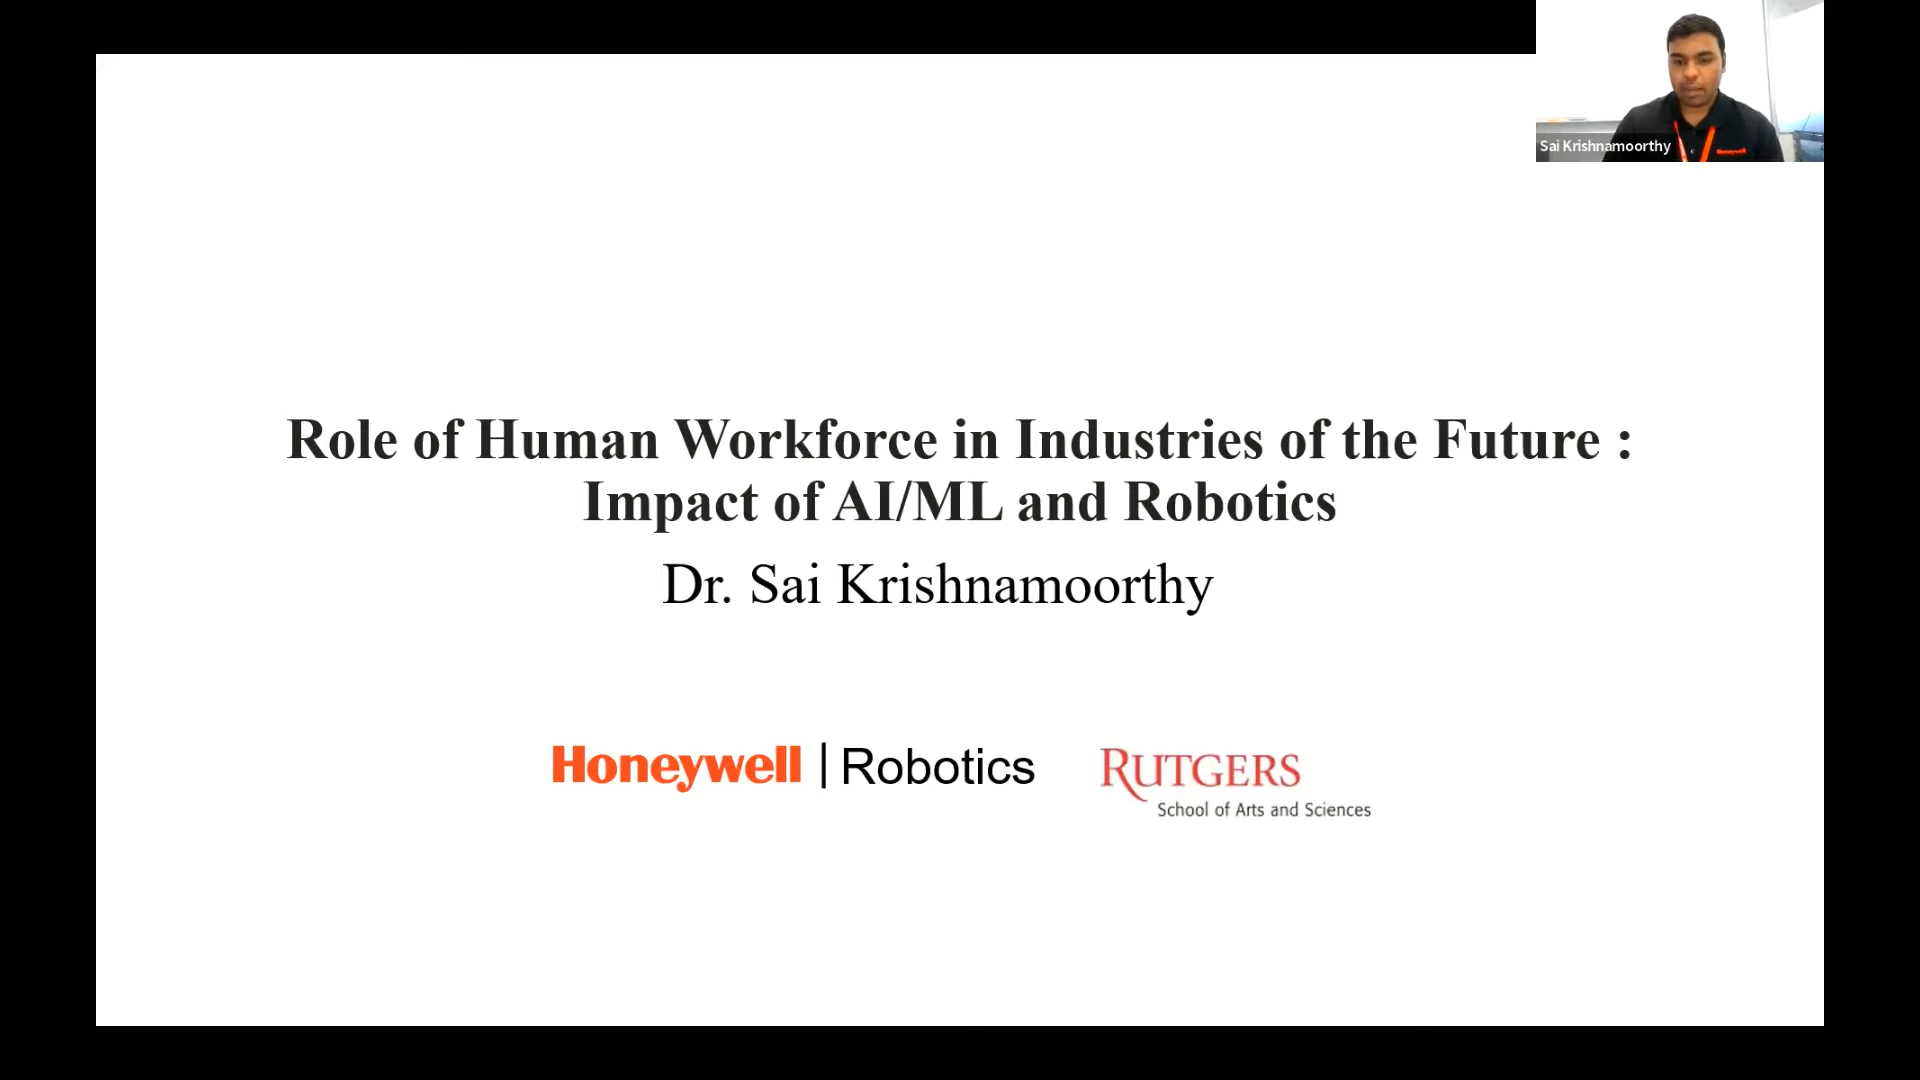 Sai Krishnamoorthy
Honeywell
Role of Human Workforce in Industries of the Future :
Impact of AI/ML and Robotics
Dr. Sai Krishnamoorthy
Honeywell | Robotics
RUTGERS
School of Arts and Sciences